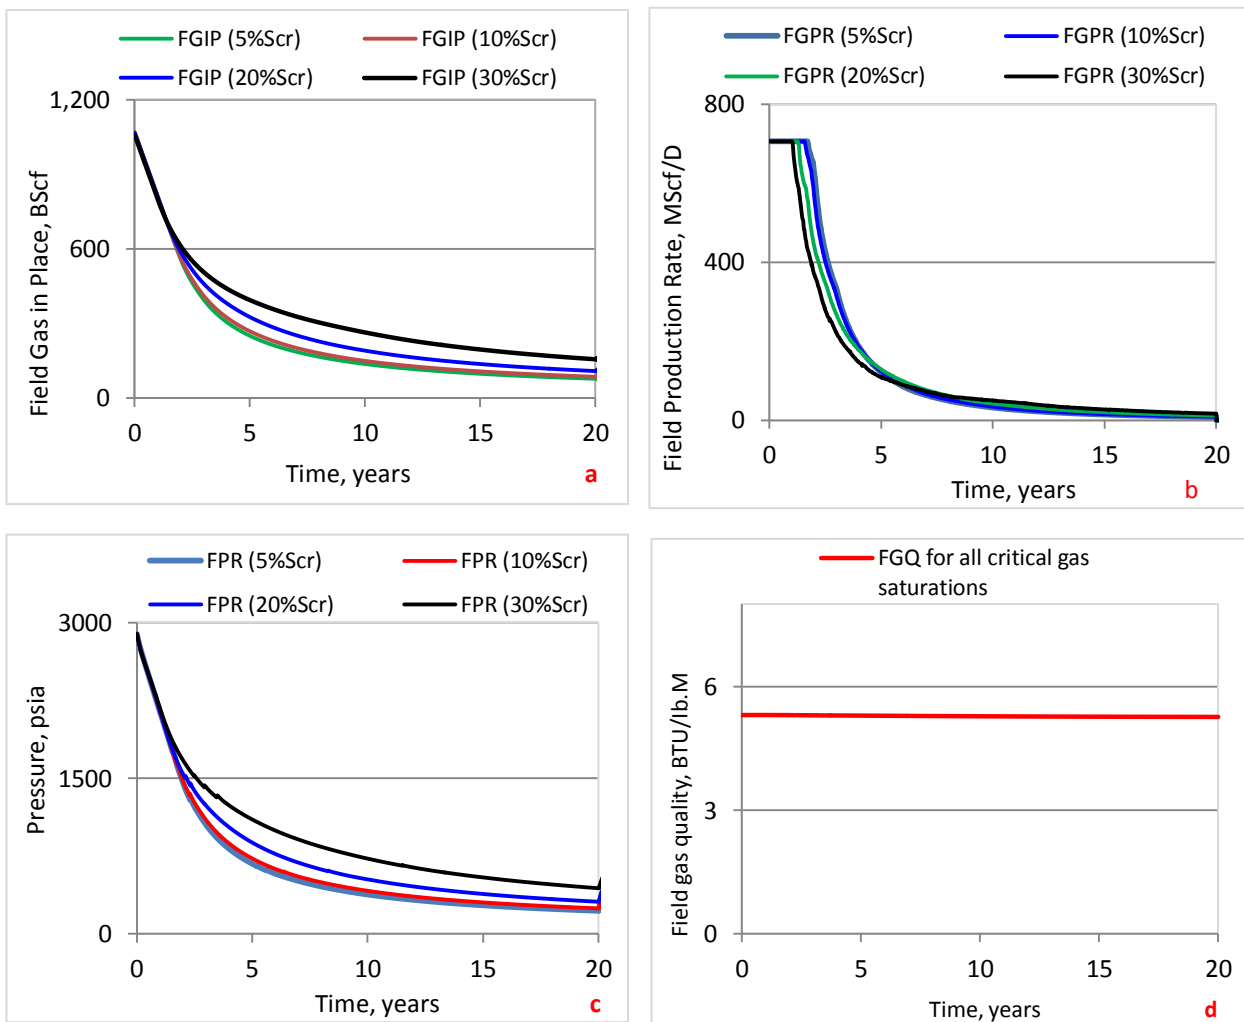 FGIP (5%Scr) FGIP (10%Scr)
FGIP (20%Scr) FGIP (30%Scr)
1,200
600
0
0 5 10 15 20
Field Gas in Place, BScf
Time, years a
FGPR (5%Scr) FGPR (10%Scr)
FGPR (20%Scr) FGPR (30%Scr)
800
400
0
0 5 10 15 20
Field Production Rate, MScf/D
Time, years b
FPR (5%Scr) FPR (10%Scr)
FPR (20%Scr) FPR (30%Scr)
3000
1500
0
0 5 10 15 20
Pressure, psia
Time, years c
FGQ for all critical gas
saturations
6
3
0
0 5 10 15 20
Field gas quality, BTU/Ib.M
Time, years d